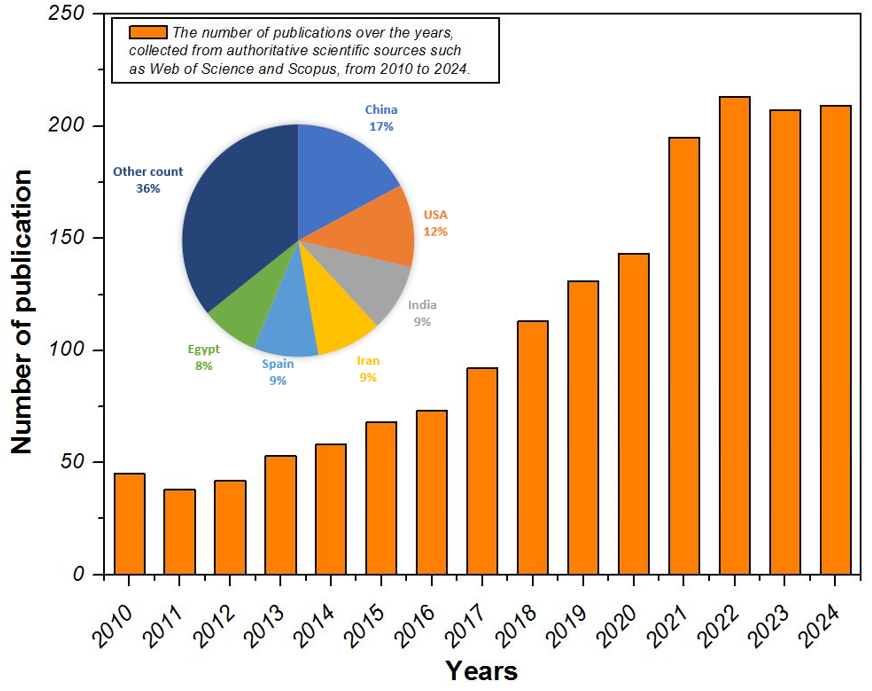 The number of publications over the years,
collected from authoritative scientific sources such
as Web of Science and Scopus, from 2010 to 2024.
250
200
150
100
50
0
Number of publication
China
17%
USA
12%
India
9%
Iran
9%
Spain
9%
Egypt
8%
Other count
36%
2010
2011
2012
2013
2014
2015
2016
2017
2018
2019
2020
2021
2022
2023
2024
Years